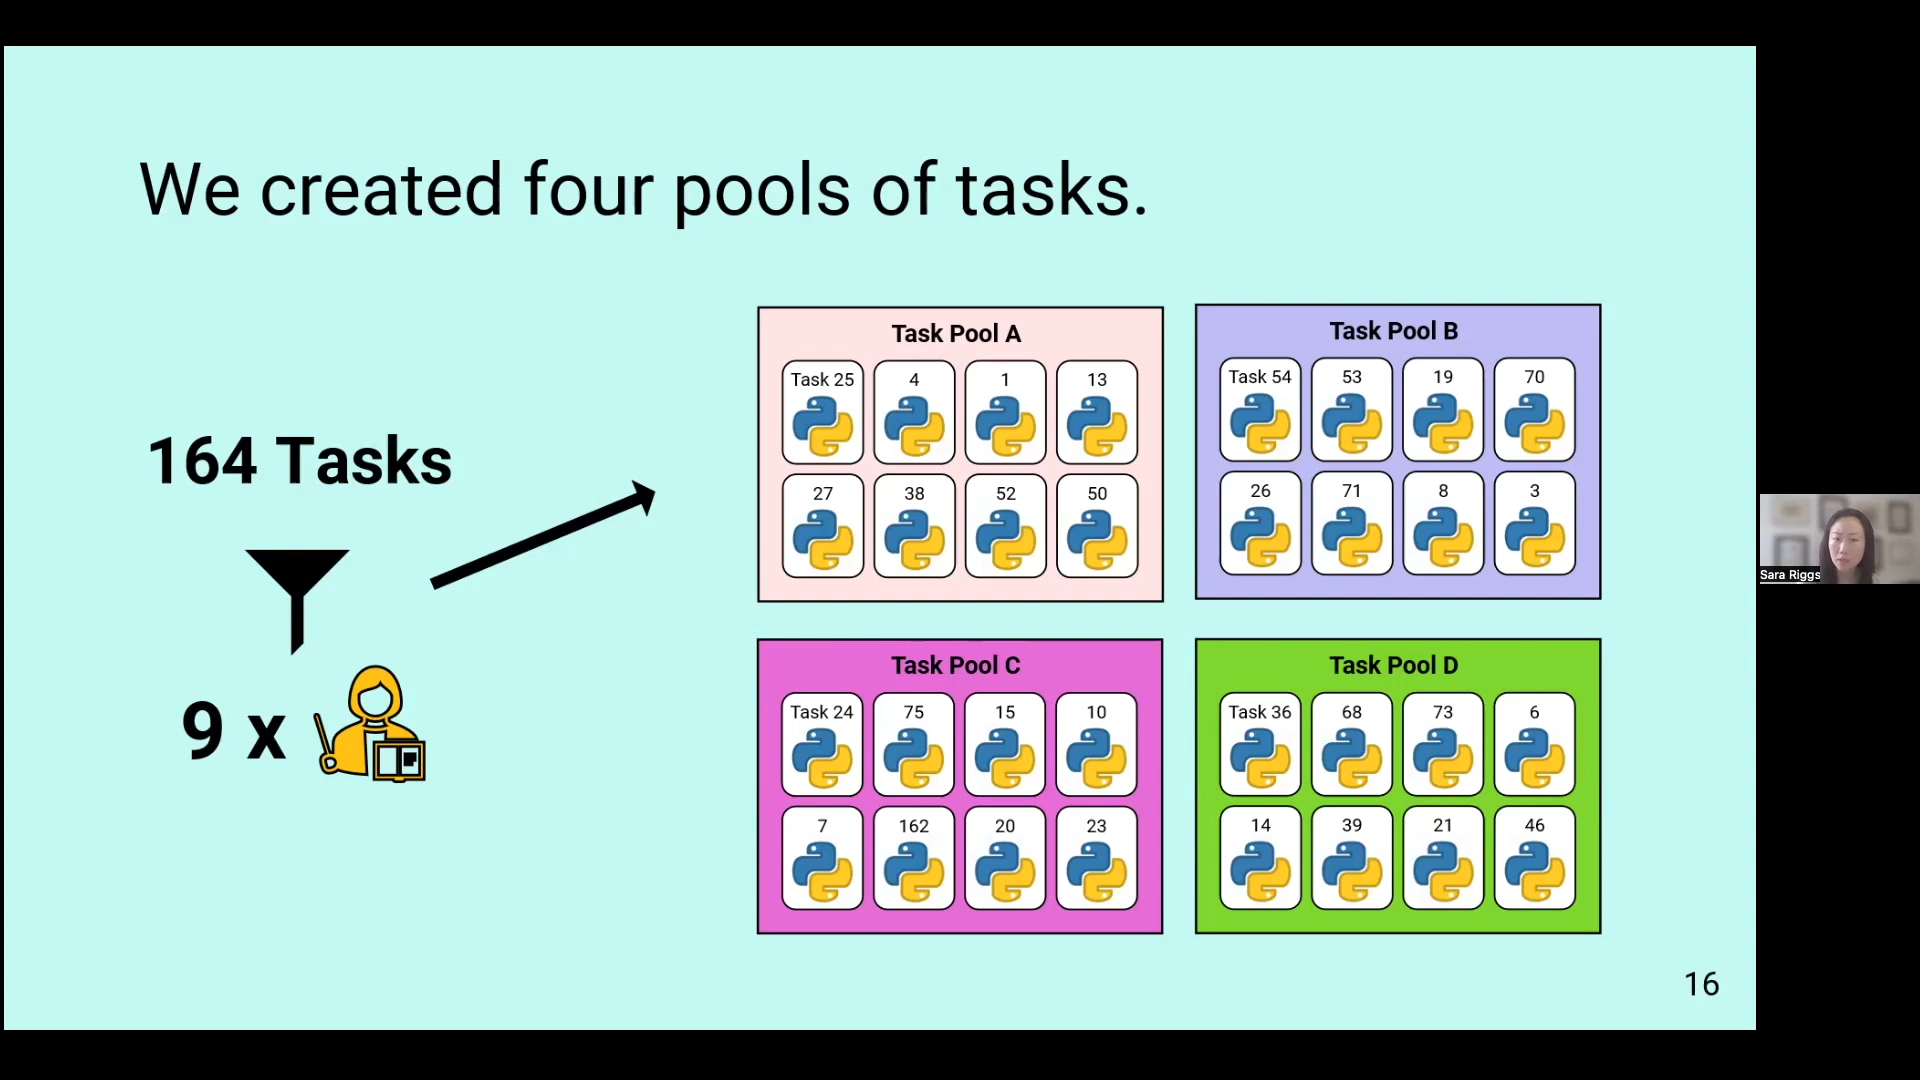 We created four pools of tasks.
164 Tasks
9 x
Task Pool A
Task 25 4 1 13
27 38 52 50
Task Pool B
Task 54 53 19 70
26 71 8 3
Task Pool C
Task 24 75 15 10
7 162 20 23
Task Pool D
Task 36 68 73 6
14 39 21 46
16
Sara Riggs